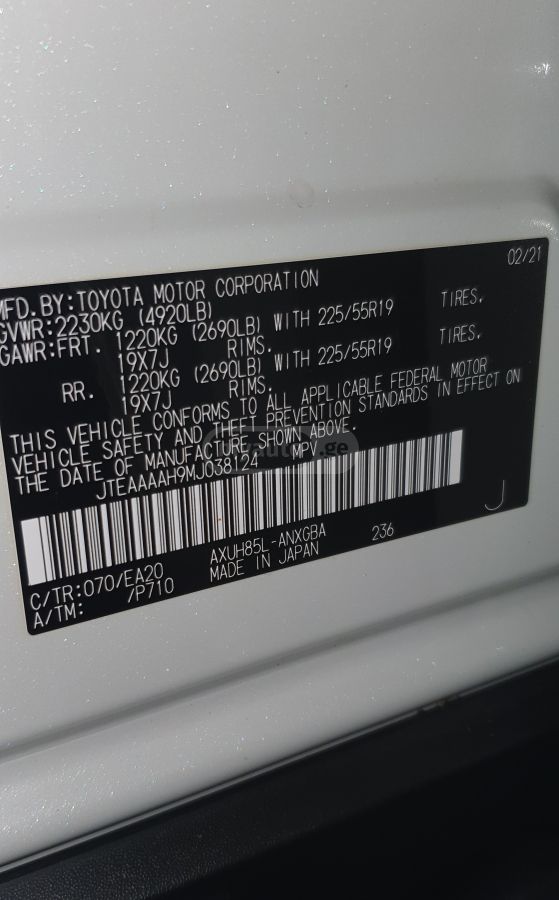 02/21
MFD.BY:TOYOTA MOTOR CORPORATION
GVWR:2230KG (4920LB)
GAWR:FRT. 1220KG (2690LB) WITH 225/55R19 TIRES.
19X7J RIMS.
RR. 1220KG (2690LB) WITH 225/55R19 TIRES.
19X7J RIMS.
THIS VEHICLE CONFORMS TO ALL APPLICABLE FEDERAL MOTOR
VEHICLE SAFETY AND THEFT PREVENTION STANDARDS IN EFFECT ON
THE DATE OF MANUFACTURE SHOWN ABOVE.
JTEAAAAH9MJ038124 MPV
J
C/TR:070/EA20 AXUH85L-ANXGBA 236
A/TM: /P710 MADE IN JAPAN